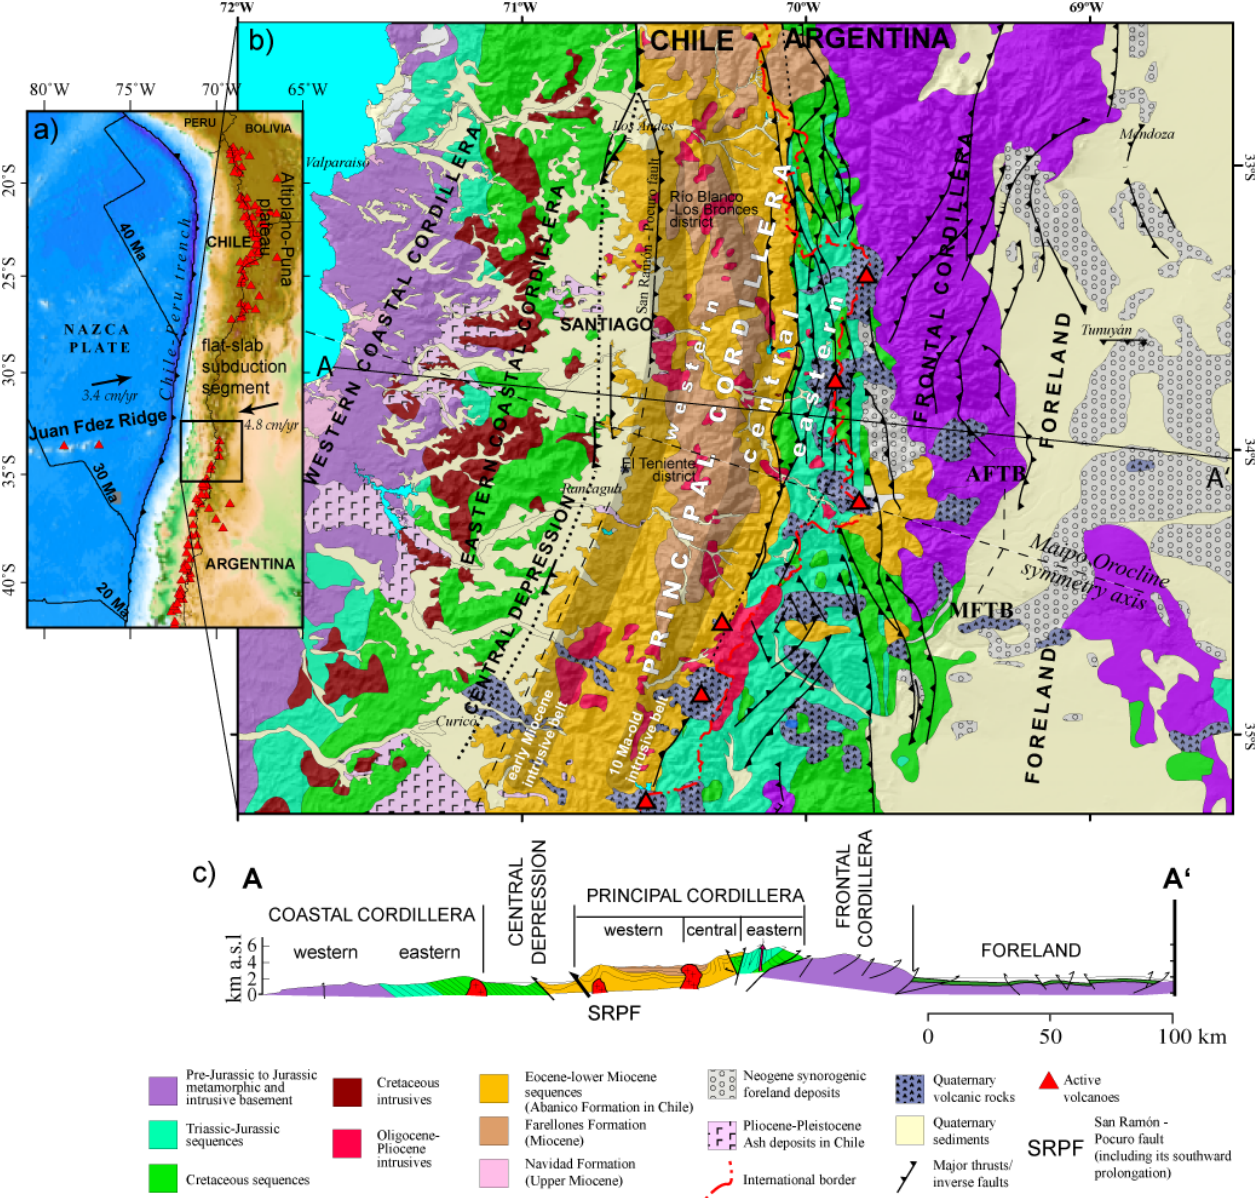 72°W
71°W
70°W
69°W
b)
CHILE
ARGENTINA
80°W
75°W
70°W
65°W
a)
PERU
BOLIVIA
20°S
25°S
30°S
35°S
40°S
40 Ma
Chile-Peru trench
CHILE
Altiplano-Puna
plateau
NAZCA
PLATE
3.4 cm/yr
flat-slab
subduction
segment
4.8 cm/yr
Juan Fdez Ridge
30 Ma
20 Ma
ARGENTINA
Valparaiso
Los Andes
Mendoza
33°S
Río Blanco
-Los Bronces
district
San Ramón - Pocuro fault
WESTERN COASTAL CORDILLERA
EASTERN COASTAL CORDILLERA
SANTIAGO
CENTRAL DEPRESSION
PRINCIPAL CORDILLERA
western
central
eastern
FRONTAL CORDILLERA
FORELAND
Tunuyán
A
A'
34°S
El Teniente
district
Rancagua
AFTB
Maipo Orocline
symmetry axis
MFTB
FORELAND
Curicó
early Miocene
intrusive belt
10 Ma-old
intrusive belt
35°S
c)
A
A'
COASTAL CORDILLERA
western
eastern
CENTRAL
DEPRESSION
PRINCIPAL CORDILLERA
western
central
eastern
FRONTAL
CORDILLERA
FORELAND
km a.s.l
6
4
2
0
SRPF
0
50
100 km
Pre-Jurassic to Jurassic
metamorphic and
intrusive basement
Triassic-Jurassic
sequences
Cretaceous sequences
Cretaceous
intrusives
Oligocene-
Pliocene
intrusives
Eocene-lower Miocene
sequences
(Abanico Formation in Chile)
Farellones Formation
(Miocene)
Navidad Formation
(Upper Miocene)
Neogene synorogenic
foreland deposits
Pliocene-Pleistocene
Ash deposits in Chile
International border
Quaternary
volcanic rocks
Quaternary
sediments
Major thrusts/
inverse faults
Active
volcanoes
SRPF
San Ramón -
Pocuro fault
(including its southward
prolongation)